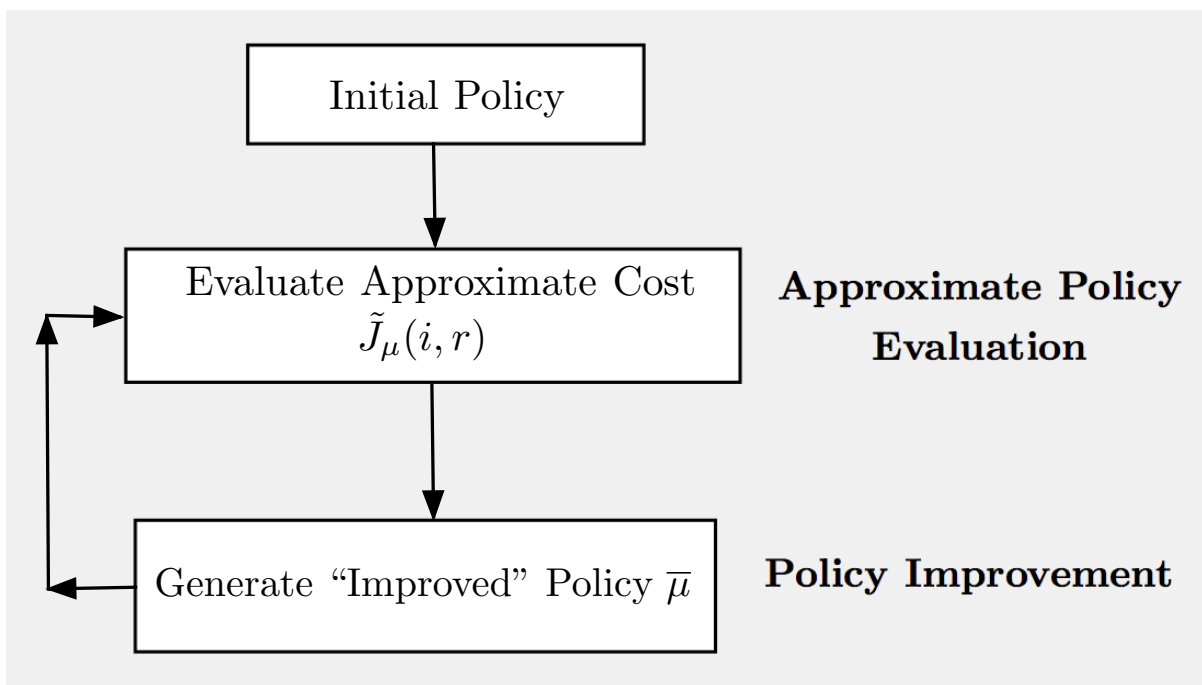 Initial Policy
Evaluate Approximate Cost
J̃μ(i, r)
Approximate Policy
Evaluation
Generate “Improved” Policy μ̅
Policy Improvement